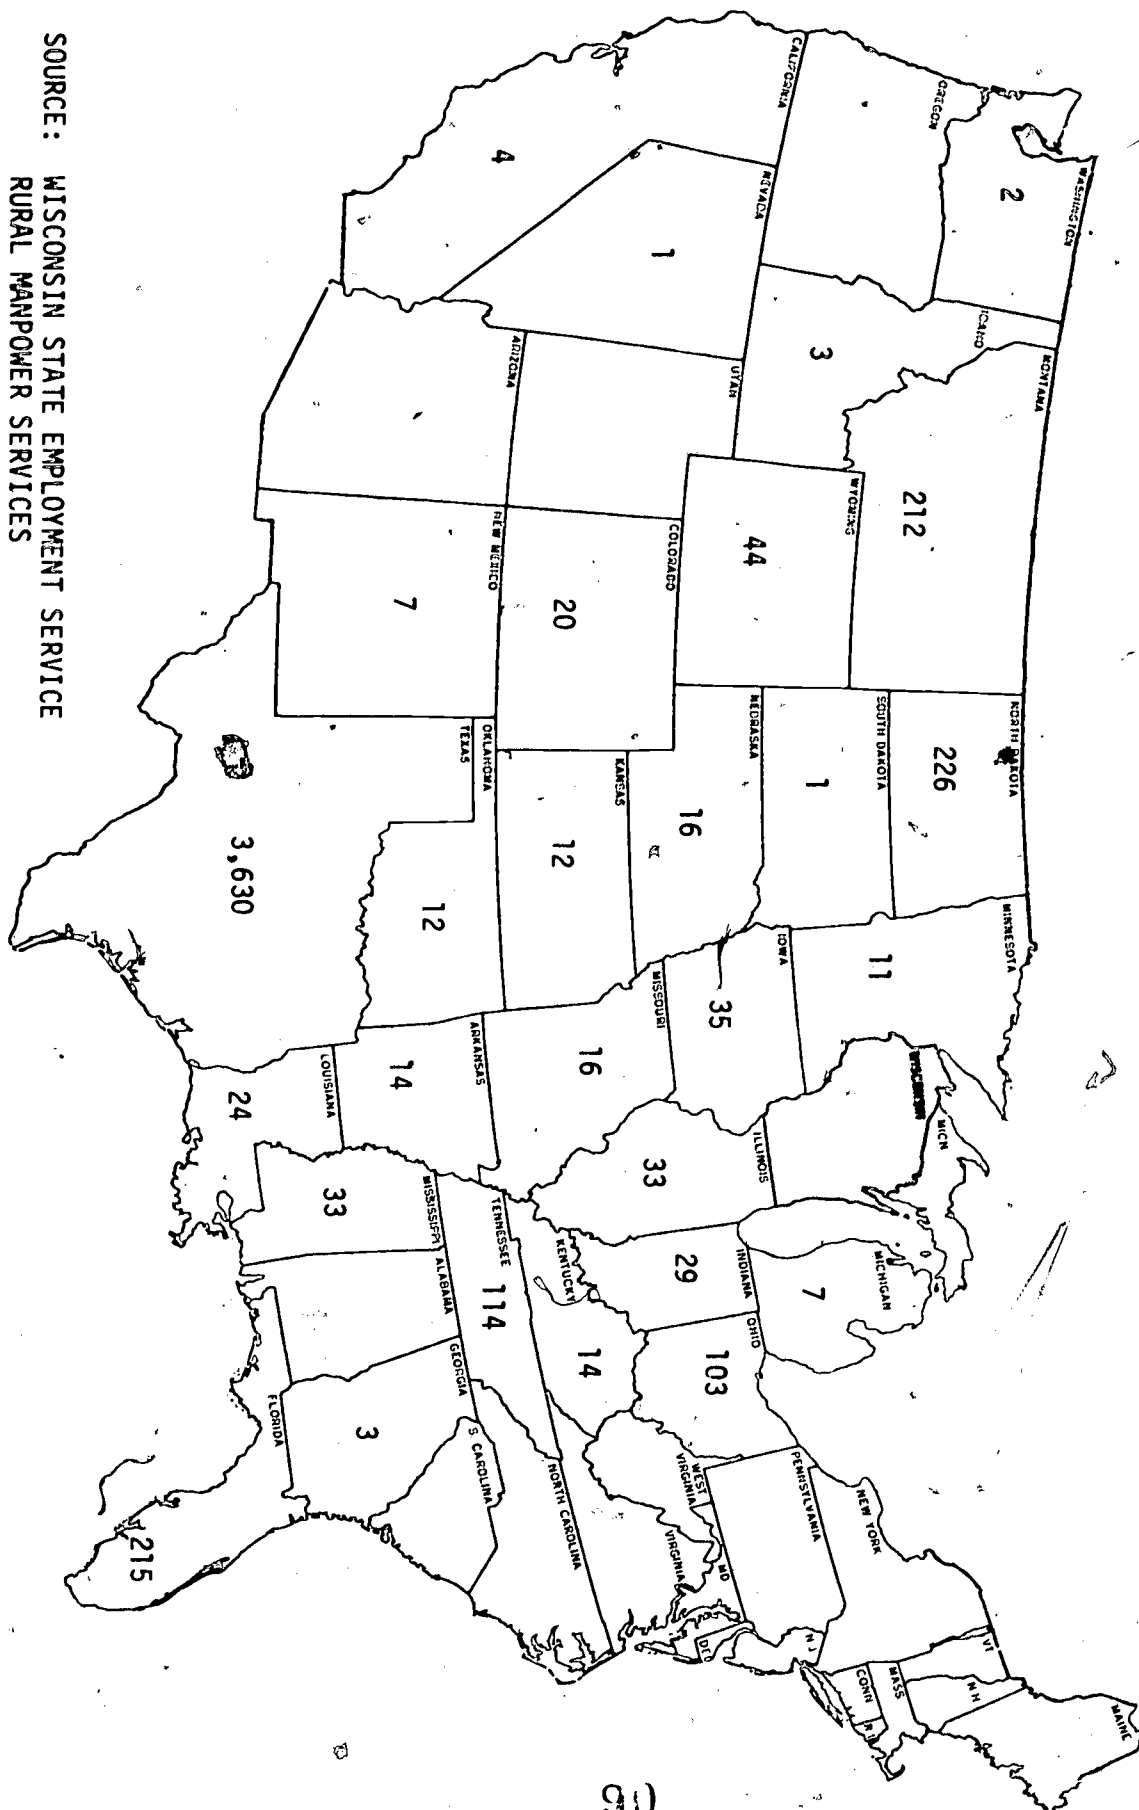 WASHINGTON
2
OREGON
CALIFORNIA
4
NEVADA
1
IDAHO
3
MONTANA
212
WYOMING
44
UTAH
ARIZONA
COLORADO
20
NEW MEXICO
7
NORTH DAKOTA
226
SOUTH DAKOTA
1
NEBRASKA
16
KANSAS
12
OKLAHOMA
12
TEXAS
3,630
MINNESOTA
11
IOWA
35
MISSOURI
16
ARKANSAS
14
LOUISIANA
24
WISCONSIN
MICH
MICHIGAN
7
ILLINOIS
33
INDIANA
29
OHIO
103
KENTUCKY
14
TENNESSEE
114
MISSISSIPPI
33
ALABAMA
GEORGIA
3
FLORIDA
215
S. CAROLINA
NORTH CAROLINA
WEST
VIRGINIA
VIRGINIA
MD
DEL
PENNSYLVANIA
N J
NEW YORK
CONN
R I
MASS
VT
N H
MAINE
SOURCE: WISCONSIN STATE EMPLOYMENT SERVICE
RURAL MANPOWER SERVICES